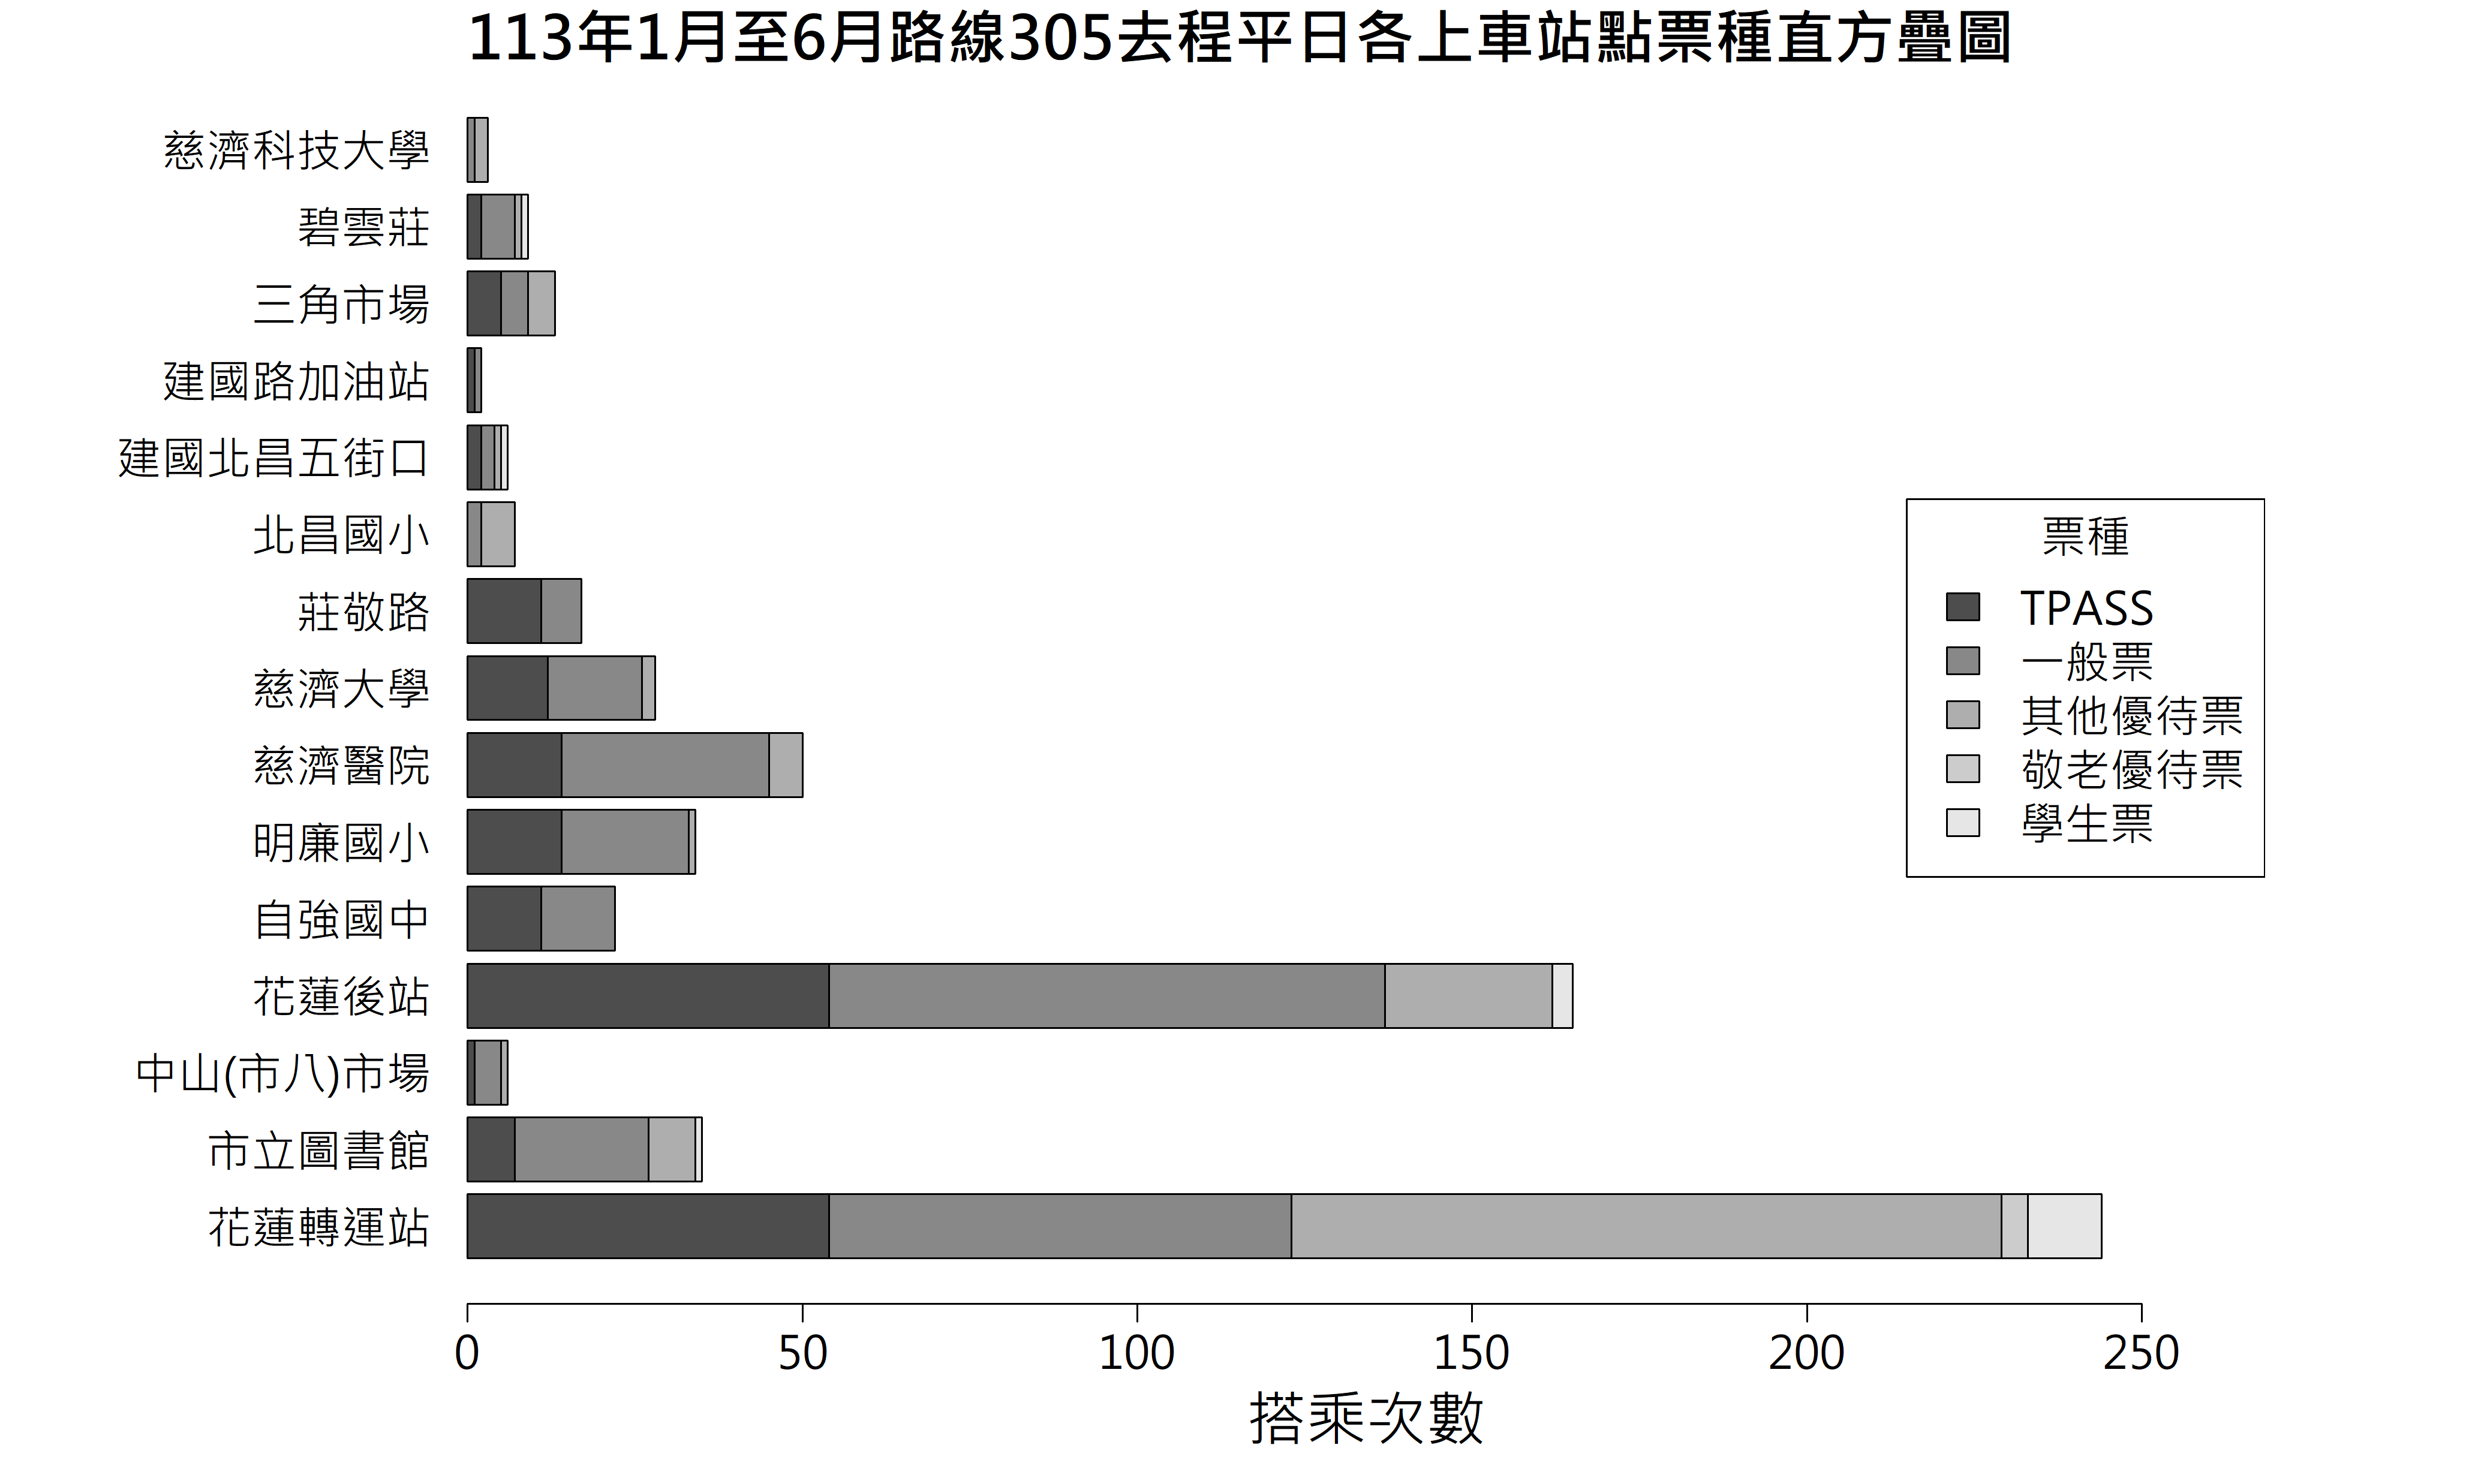 113年1月至6月路線305去程平日各上車站點票種直方疊圖
慈濟科技大學
碧雲莊
三角市場
建國路加油站
建國北昌五街口
北昌國小
莊敬路
慈濟大學
慈濟醫院
明廉國小
自強國中
花蓮後站
中山(市八)市場
市立圖書館
花蓮轉運站
票種
TPASS
一般票
其他優待票
敬老優待票
學生票
0 50 100 150 200 250
搭乘次數